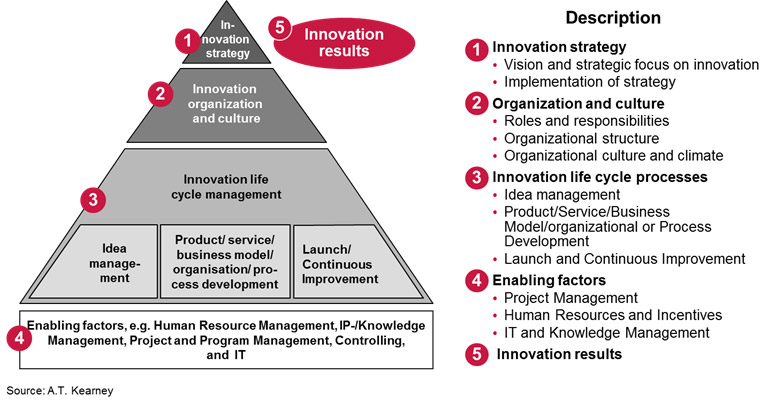 1
In-
novation
strategy
5
Innovation
results
2
Innovation
organization
and culture
3
Innovation life
cycle management
Idea
manage-
ment
Product/ service/
business model/
organisation/ pro-
cess development
Launch/
Continuous
Improvement
4
Enabling factors, e.g. Human Resource Management, IP-/Knowledge
Management, Project and Program Management, Controlling,
and IT
Source: A.T. Kearney
Description
1 Innovation strategy
• Vision and strategic focus on innovation
• Implementation of strategy
2 Organization and culture
• Roles and responsibilities
• Organizational structure
• Organizational culture and climate
3 Innovation life cycle processes
• Idea management
• Product/Service/Business
Model/organizational or Process
Development
• Launch and Continuous Improvement
4 Enabling factors
• Project Management
• Human Resources and Incentives
• IT and Knowledge Management
5 Innovation results